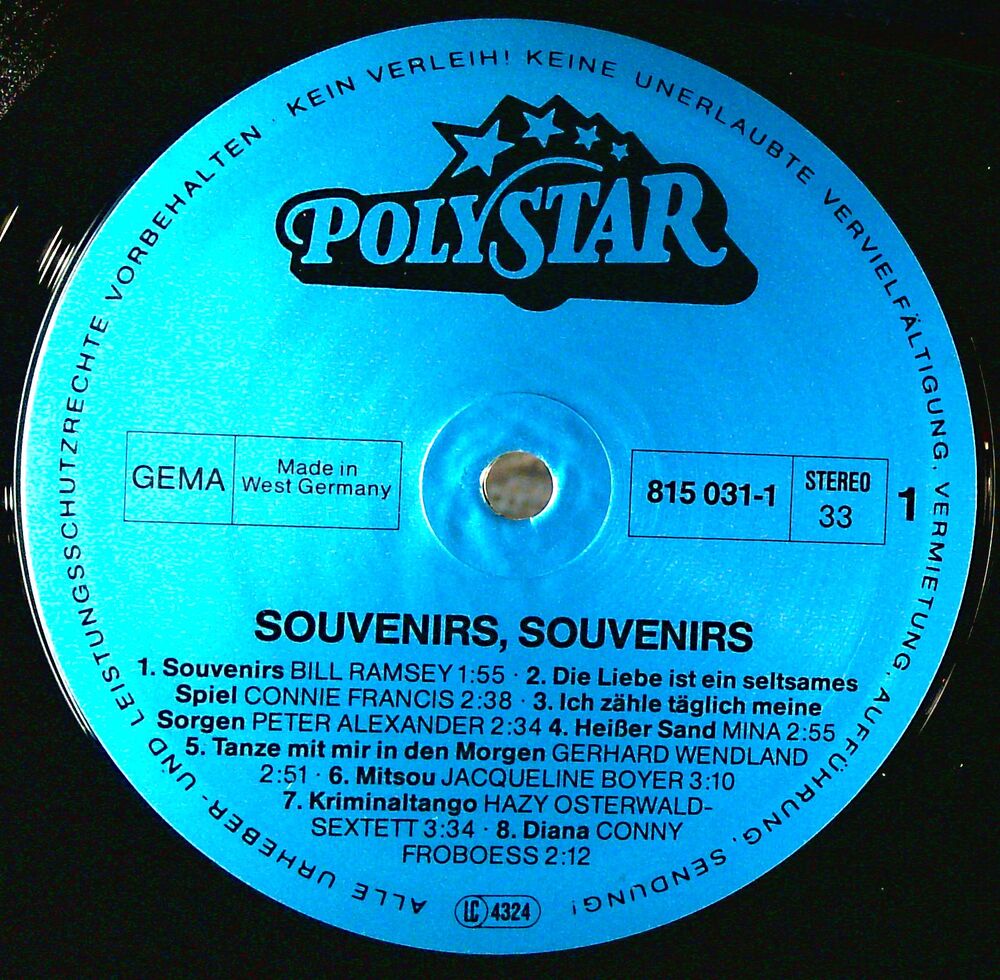 ALLE URHEBER- UND LEISTUNGSSCHUTZRECHTE VORBEHALTEN · KEIN VERLEIH! KEINE UNERLAUBTE VERVIELFÄLTIGUNG, VERMIETUNG, AUFFÜHRUNG, SENDUNG!
POLYSTAR
GEMA
Made in
West Germany
815 031-1
STEREO
33
1
SOUVENIRS, SOUVENIRS
1. Souvenirs BILL RAMSEY 1:55 · 2. Die Liebe ist ein seltsames
Spiel CONNIE FRANCIS 2:38 · 3. Ich zähle täglich meine
Sorgen PETER ALEXANDER 2:34 4. Heißer Sand MINA 2:55
5. Tanze mit mir in den Morgen GERHARD WENDLAND
2:51 · 6. Mitsou JACQUELINE BOYER 3:10
7. Kriminaltango HAZY OSTERWALD-
SEXTETT 3:34 · 8. Diana CONNY
FROBOESS 2:12
LC 4324